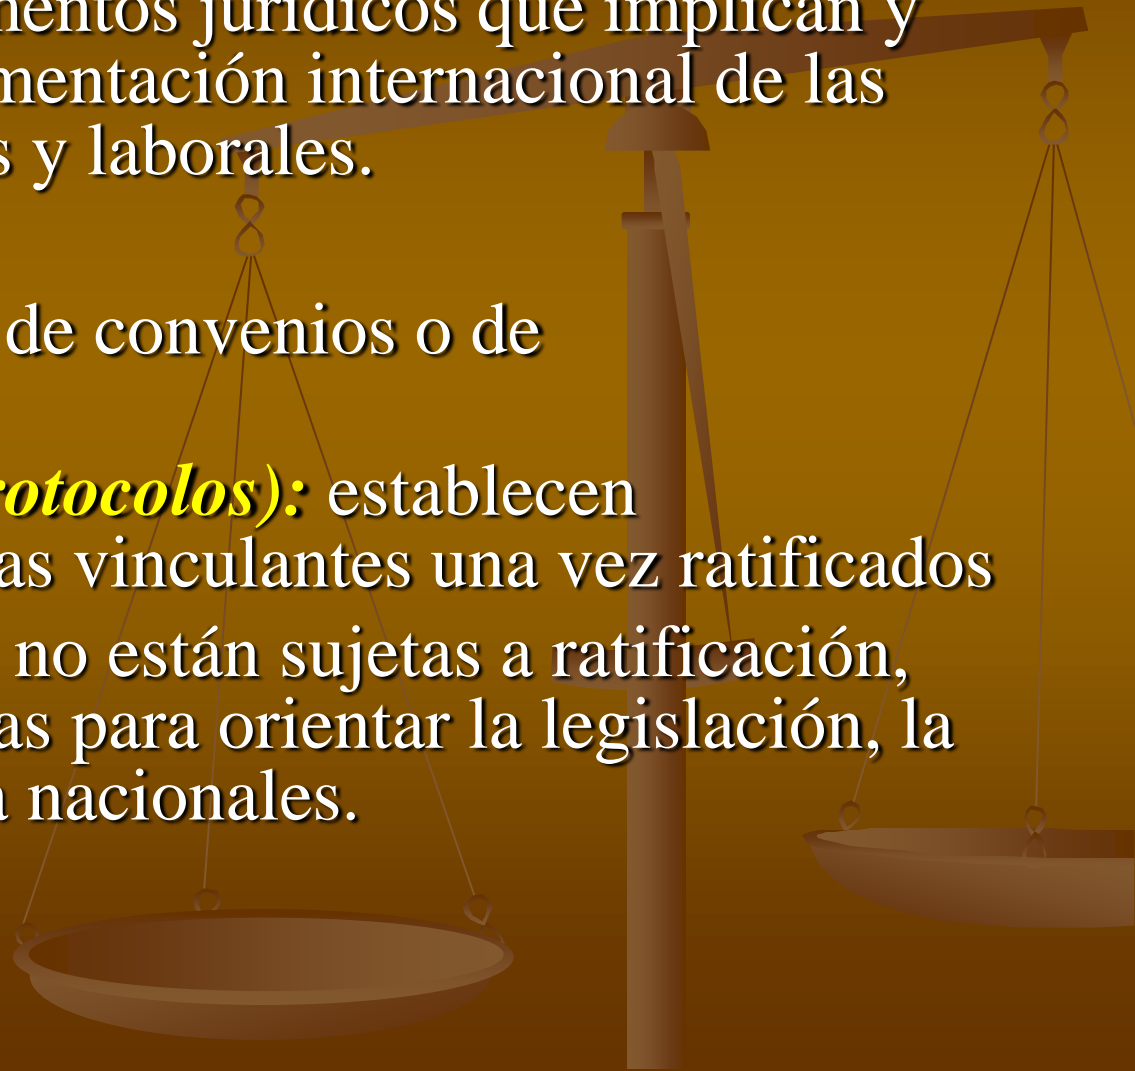 mentos jurídicos que implican y
mentación internacional de las
s y laborales.
de convenios o de
rotocolos): establecen
as vinculantes una vez ratificados
no están sujetas a ratificación,
as para orientar la legislación, la
a nacionales.